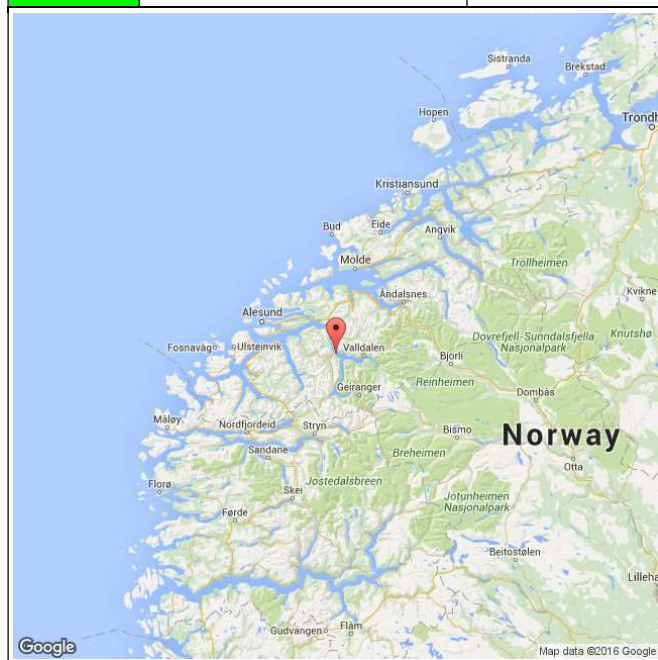 Sistranda
Brekstad
Hopen
Trondh
Kristiansund
Bud
Eide
Angvik
Trollheimen
Molde
Kvikne
Åndalsnes
Alesund
Dovrefjell-Sunndalsfjella
Nasjonalpark
Knutshø
Fosnavåg
Ulsteinvik
Valldalen
Bjorli
Reinheimen
Geiranger
Dombås
Måløy
Nordfjordeid
Stryn
Bismo
Norway
Sandane
Breheimen
Otta
Florø
Skei
Jostedalsbreen
Jotunheimen
Nasjonalpark
Førde
Beitostølen
Lilleha
Gudvangen
Flåm
Google
Map data ©2016 Google